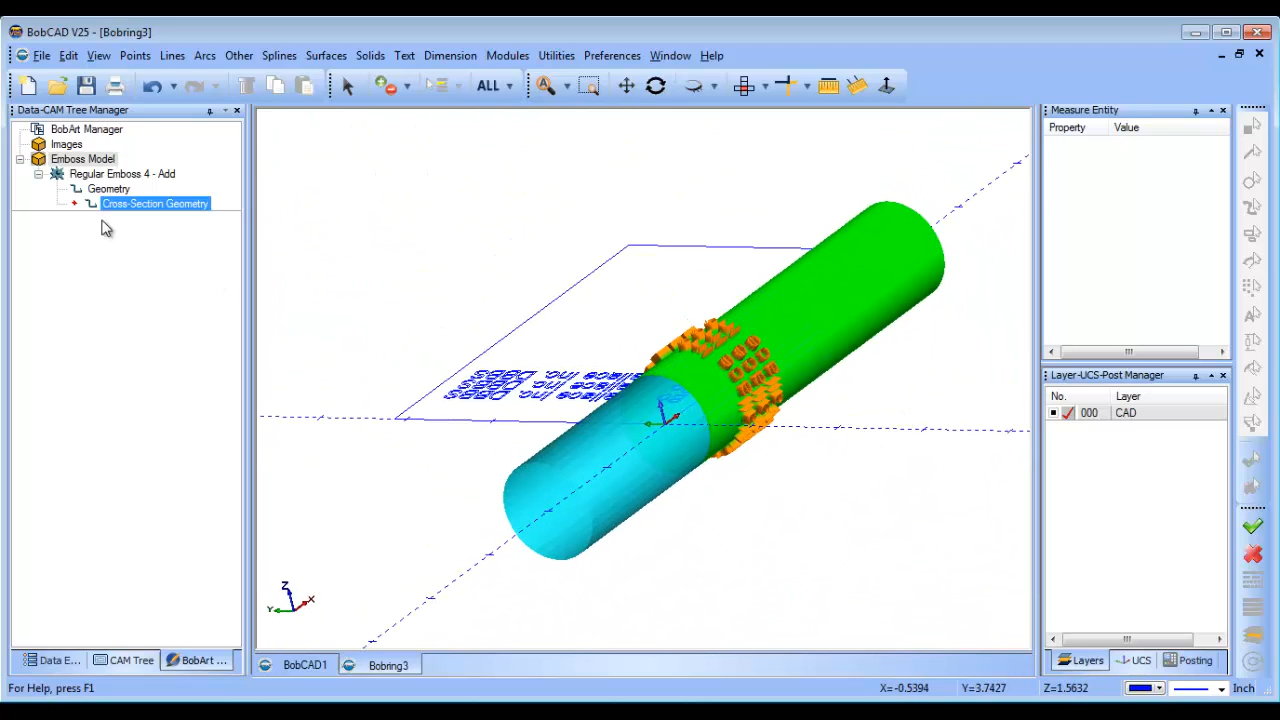 BobCAD V25 - [Bobring3]
File Edit View Points Lines Arcs Other Splines Surfaces Solids Text Dimension Modules Utilities Preferences Window Help
ALL
Data-CAM Tree Manager
BobArt Manager
Images
Emboss Model
Regular Emboss 4 - Add
Geometry
Cross-Section Geometry
Measure Entity
Property Value
Layer-UCS-Post Manager
No. Layer
000 CAD
Z
Y X
Data E... CAM Tree BobArt ...
BobCAD1 Bobring3
Layers UCS Posting
For Help, press F1
X=-0.5394 Y=3.7427 Z=1.5632 Inch